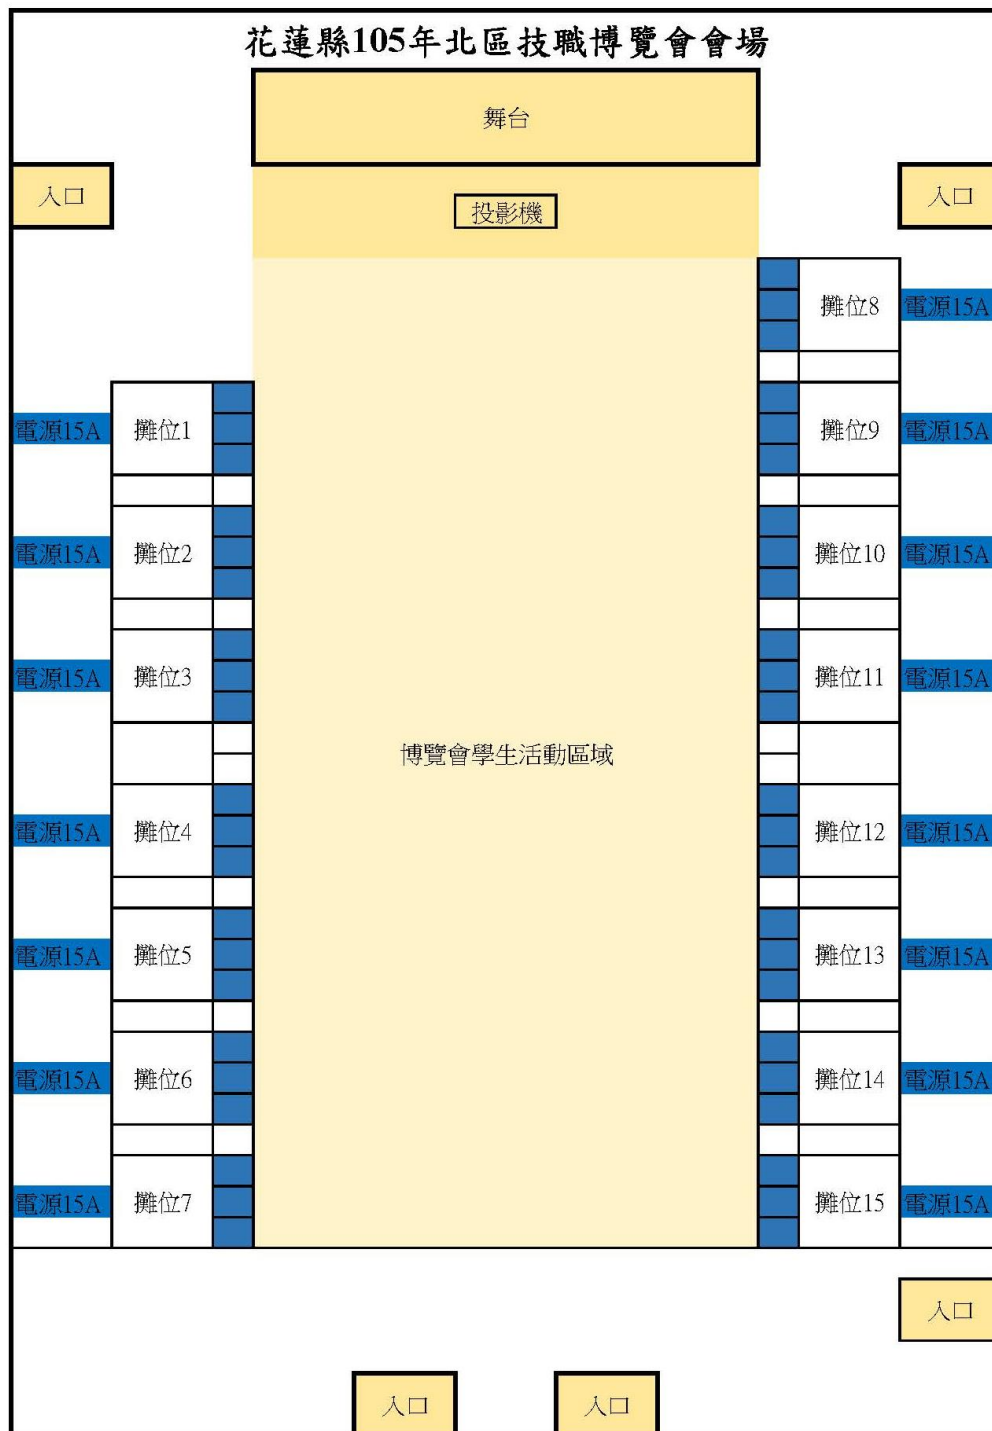 花蓮縣105年北區技職博覽會會場
舞台
入口
投影機
入口
攤位8
電源15A
電源15A
攤位1
攤位9
電源15A
電源15A
攤位2
攤位10
電源15A
電源15A
攤位3
攤位11
電源15A
博覽會學生活動區域
電源15A
攤位4
攤位12
電源15A
電源15A
攤位5
攤位13
電源15A
電源15A
攤位6
攤位14
電源15A
電源15A
攤位7
攤位15
電源15A
入口
入口
入口